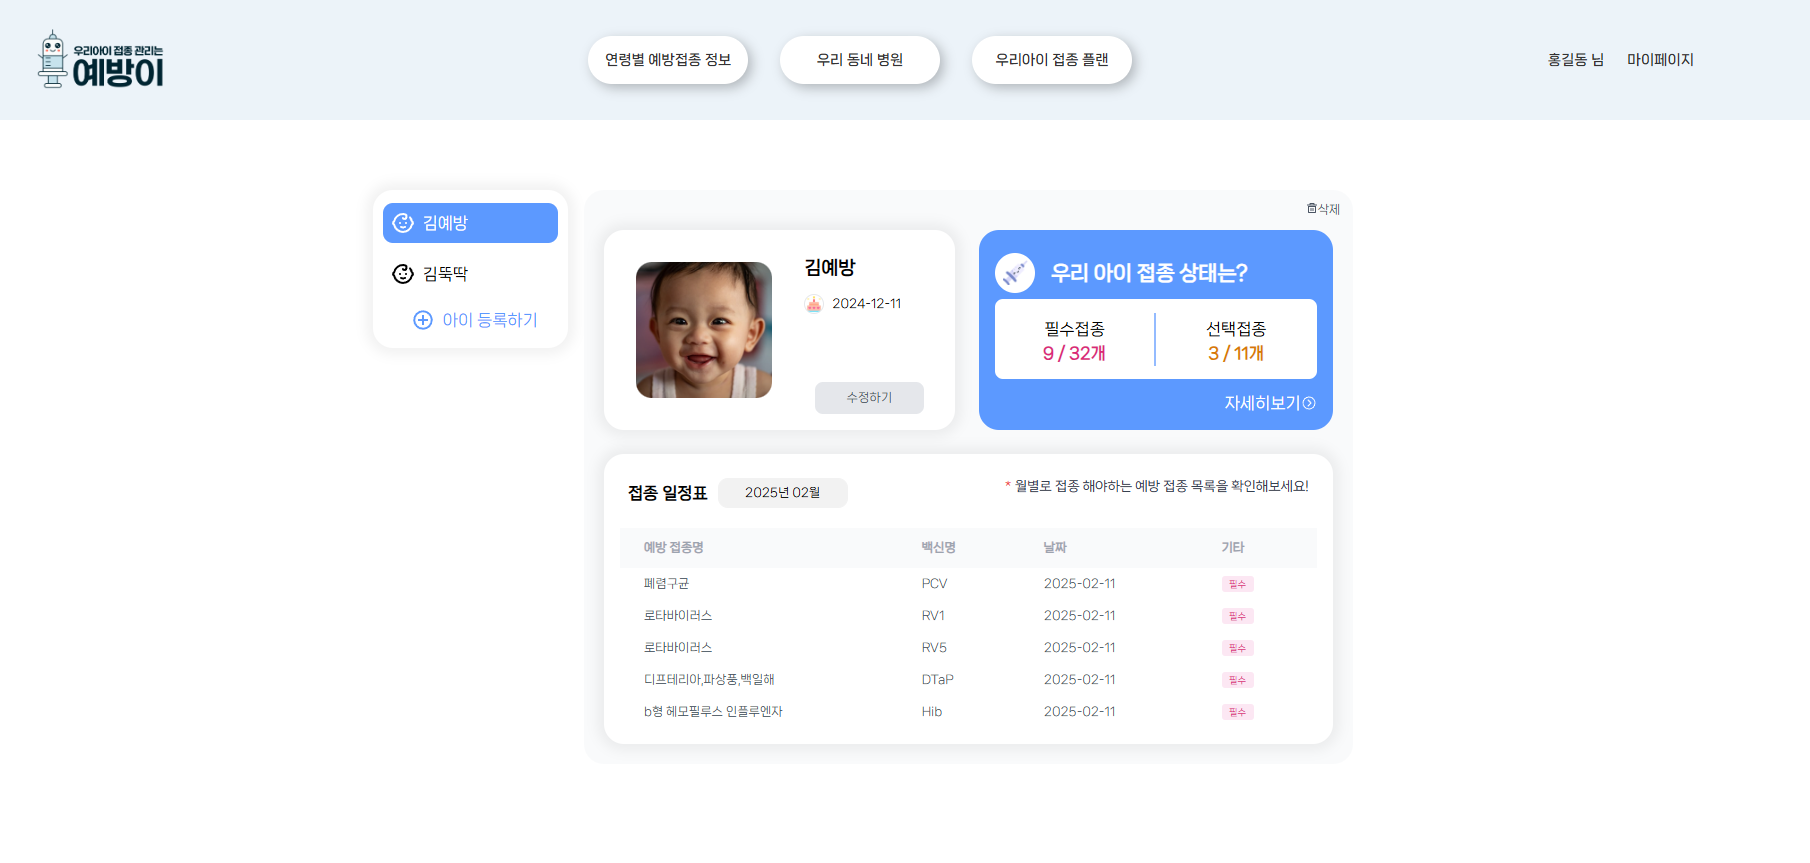 우리아이 접종 관리는
예방이
연령별 예방접종 정보
우리 동네 병원
우리아이 접종 플랜
홍길동 님
마이페이지
김예방
김뚝딱
아이 등록하기
삭제
김예방
2024-12-11
수정하기
우리 아이 접종 상태는?
필수접종
9 / 32개
선택접종
3 / 11개
자세히보기
접종 일정표
2025년 02월
* 월별로 접종 해야하는 예방 접종 목록을 확인해보세요!
예방 접종명 백신명 날짜 기타
폐렴구균 PCV 2025-02-11 필수
로타바이러스 RV1 2025-02-11 필수
로타바이러스 RV5 2025-02-11 필수
디프테리아,파상풍,백일해 DTaP 2025-02-11 필수
b형 헤모필루스 인플루엔자 Hib 2025-02-11 필수